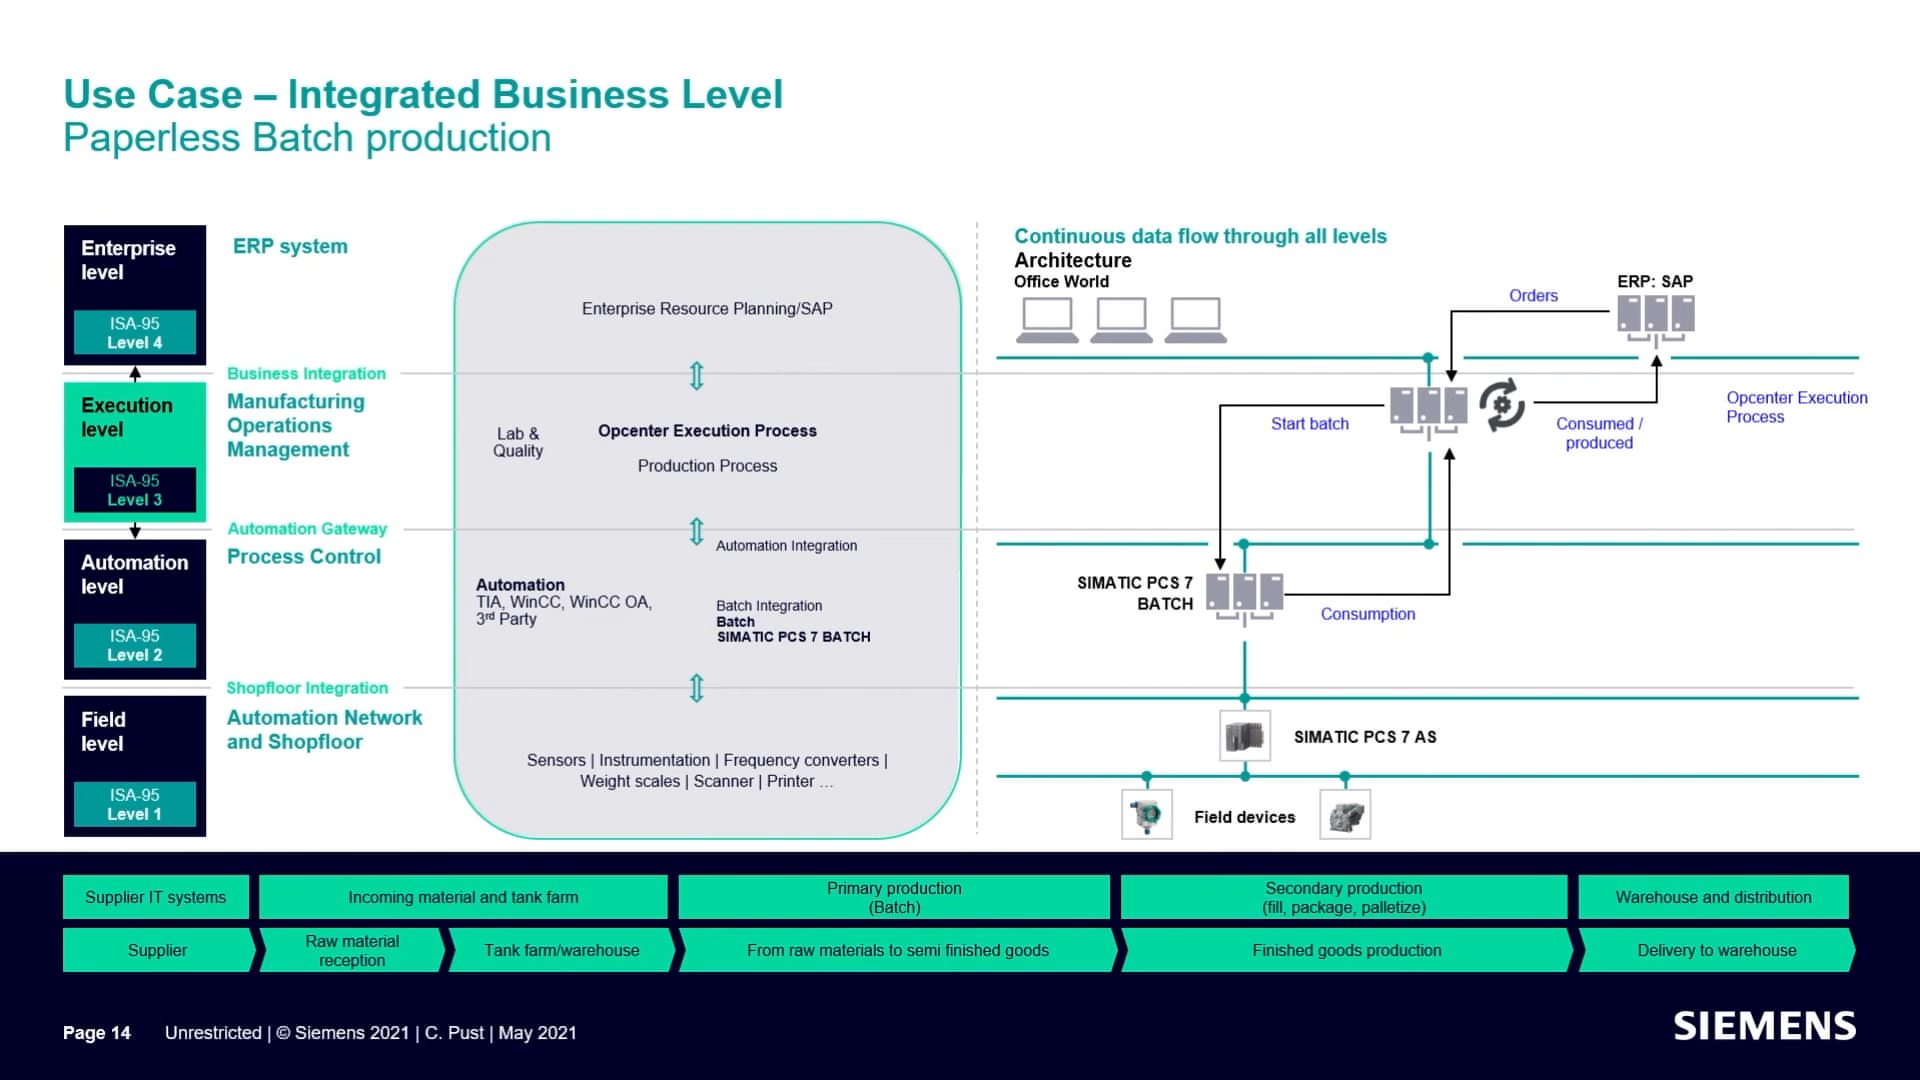 Use Case – Integrated Business Level
Paperless Batch production
Enterprise
level
ISA-95
Level 4
ERP system
Business Integration
Execution
level
ISA-95
Level 3
Manufacturing
Operations
Management
Automation Gateway
Automation
level
ISA-95
Level 2
Process Control
Shopfloor Integration
Field
level
ISA-95
Level 1
Automation Network
and Shopfloor
Enterprise Resource Planning/SAP
Lab &
Quality
Opcenter Execution Process
Production Process
Automation Integration
Automation
TIA, WinCC, WinCC OA,
3rd Party
Batch Integration
Batch
SIMATIC PCS 7 BATCH
Sensors | Instrumentation | Frequency converters |
Weight scales | Scanner | Printer ...
Continuous data flow through all levels
Architecture
Office World
ERP: SAP
Orders
Start batch
Consumed /
produced
Opcenter Execution
Process
SIMATIC PCS 7
BATCH
Consumption
SIMATIC PCS 7 AS
Field devices
Supplier IT systems
Incoming material and tank farm
Primary production
(Batch)
Secondary production
(fill, package, palletize)
Warehouse and distribution
Supplier
Raw material
reception
Tank farm/warehouse
From raw materials to semi finished goods
Finished goods production
Delivery to warehouse
Page 14 Unrestricted | © Siemens 2021 | C. Pust | May 2021
SIEMENS